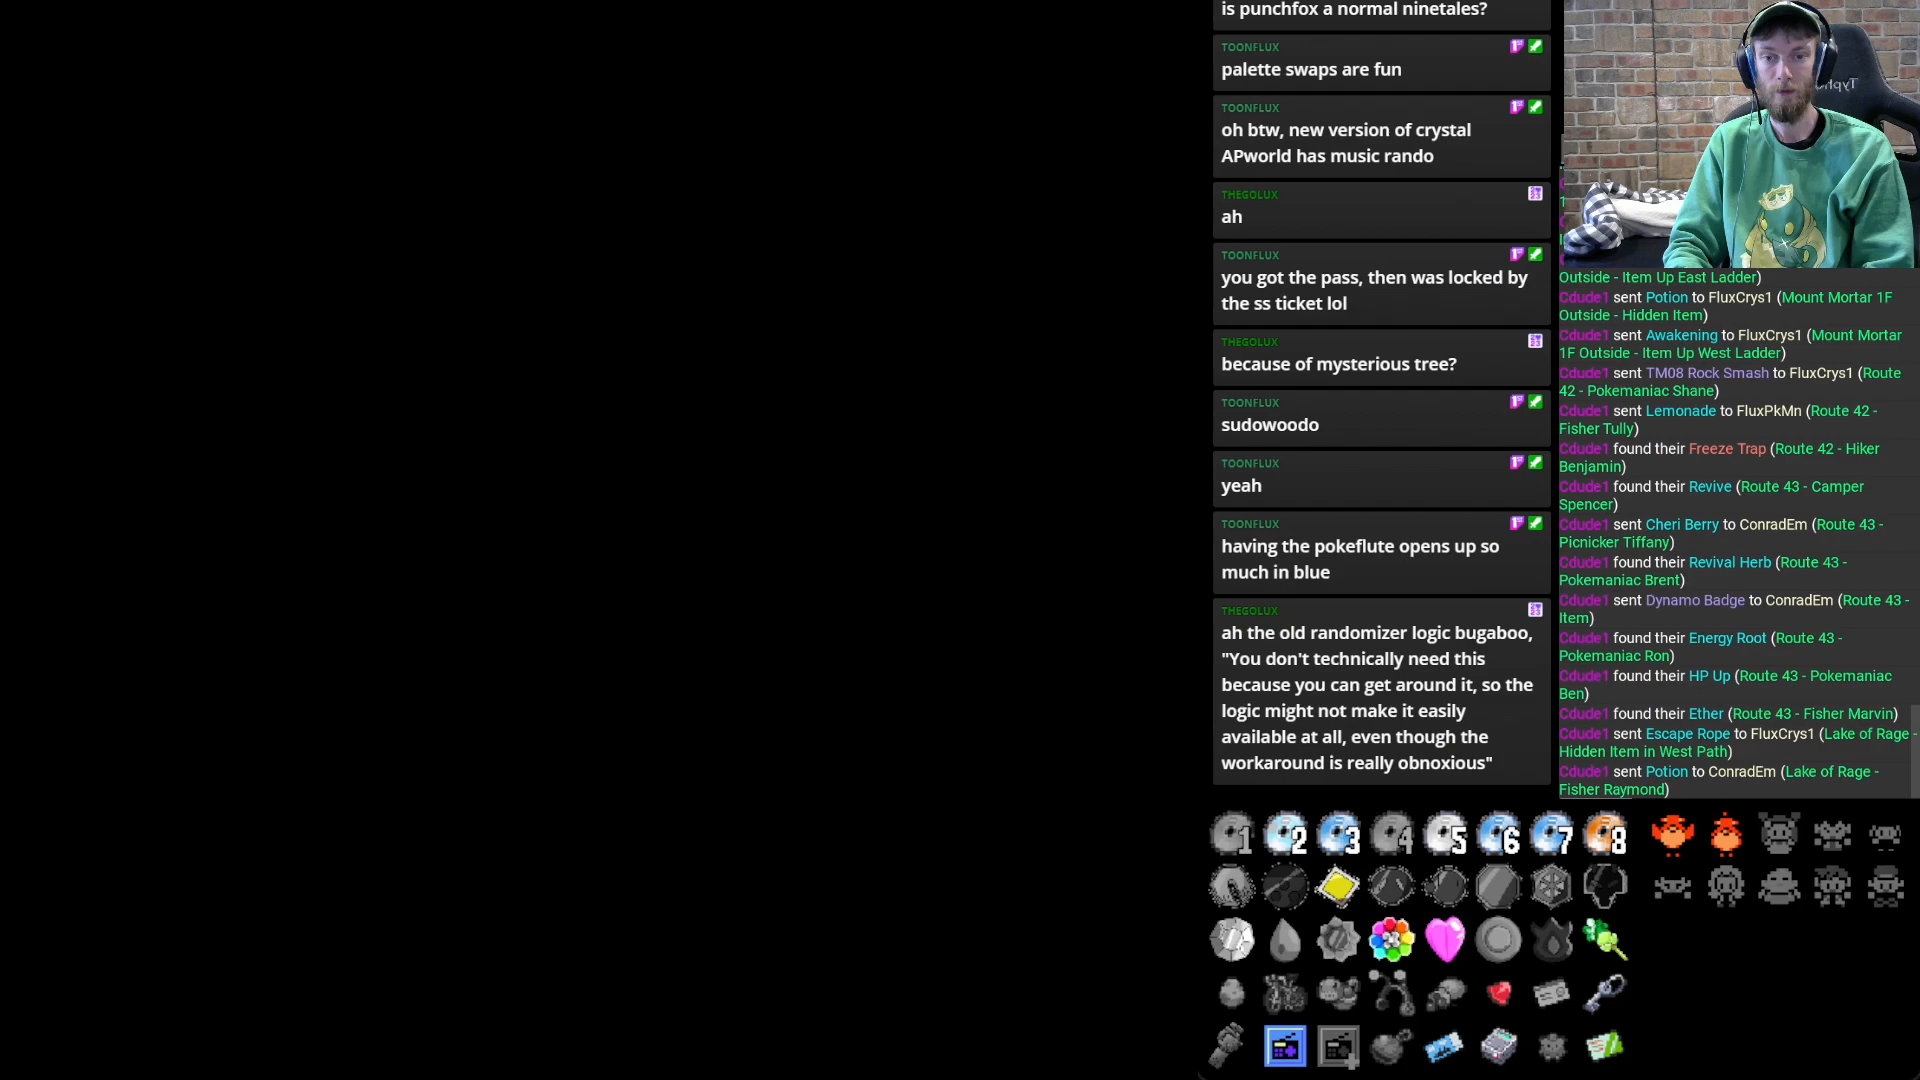 is punchfox a normal ninetales?
TOONFLUX
palette swaps are fun
TOONFLUX
oh btw, new version of crystal
APworld has music rando
THEGOLUX
ah
TOONFLUX
you got the pass, then was locked by
the ss ticket lol
THEGOLUX
because of mysterious tree?
TOONFLUX
sudowoodo
TOONFLUX
yeah
TOONFLUX
having the pokeflute opens up so
much in blue
THEGOLUX
ah the old randomizer logic bugaboo,
"You don't technically need this
because you can get around it, so the
logic might not make it easily
available at all, even though the
workaround is really obnoxious"
Outside - Item Up East Ladder)
Cdude1 sent Potion to FluxCrys1 (Mount Mortar 1F
Outside - Hidden Item)
Cdude1 sent Awakening to FluxCrys1 (Mount Mortar
1F Outside - Item Up West Ladder)
Cdude1 sent TM08 Rock Smash to FluxCrys1 (Route
42 - Pokemaniac Shane)
Cdude1 sent Lemonade to FluxPkMn (Route 42 -
Fisher Tully)
Cdude1 found their Freeze Trap (Route 42 - Hiker
Benjamin)
Cdude1 found their Revive (Route 43 - Camper
Spencer)
Cdude1 sent Cheri Berry to ConradEm (Route 43 -
Picnicker Tiffany)
Cdude1 found their Revival Herb (Route 43 -
Pokemaniac Brent)
Cdude1 sent Dynamo Badge to ConradEm (Route 43 -
Item)
Cdude1 found their Energy Root (Route 43 -
Pokemaniac Ron)
Cdude1 found their HP Up (Route 43 - Pokemaniac
Ben)
Cdude1 found their Ether (Route 43 - Fisher Marvin)
Cdude1 sent Escape Rope to FluxCrys1 (Lake of Rage -
Hidden Item in West Path)
Cdude1 sent Potion to ConradEm (Lake of Rage -
Fisher Raymond)
1 2 3 4 5 6 7 8